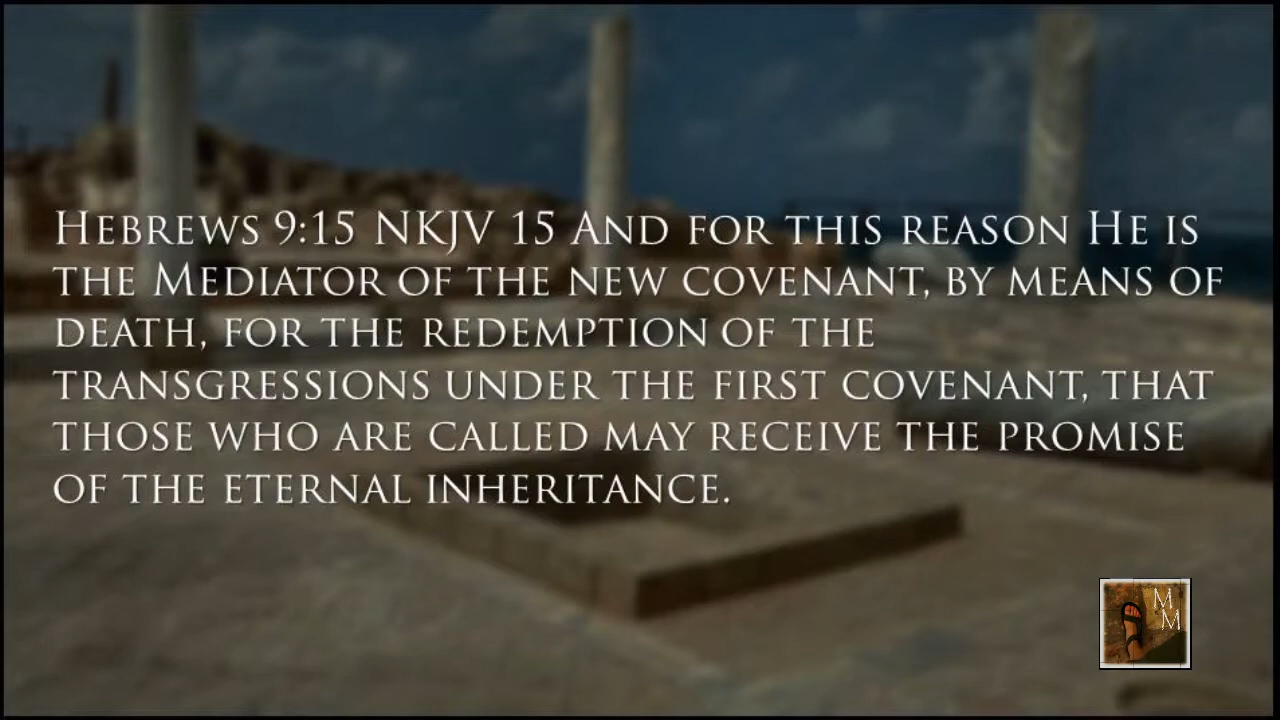 Hebrews 9:15 NKJV 15 And for this reason He is
the Mediator of the new covenant, by means of
death, for the redemption of the
transgressions under the first covenant, that
those who are called may receive the promise
of the eternal inheritance.
M
M